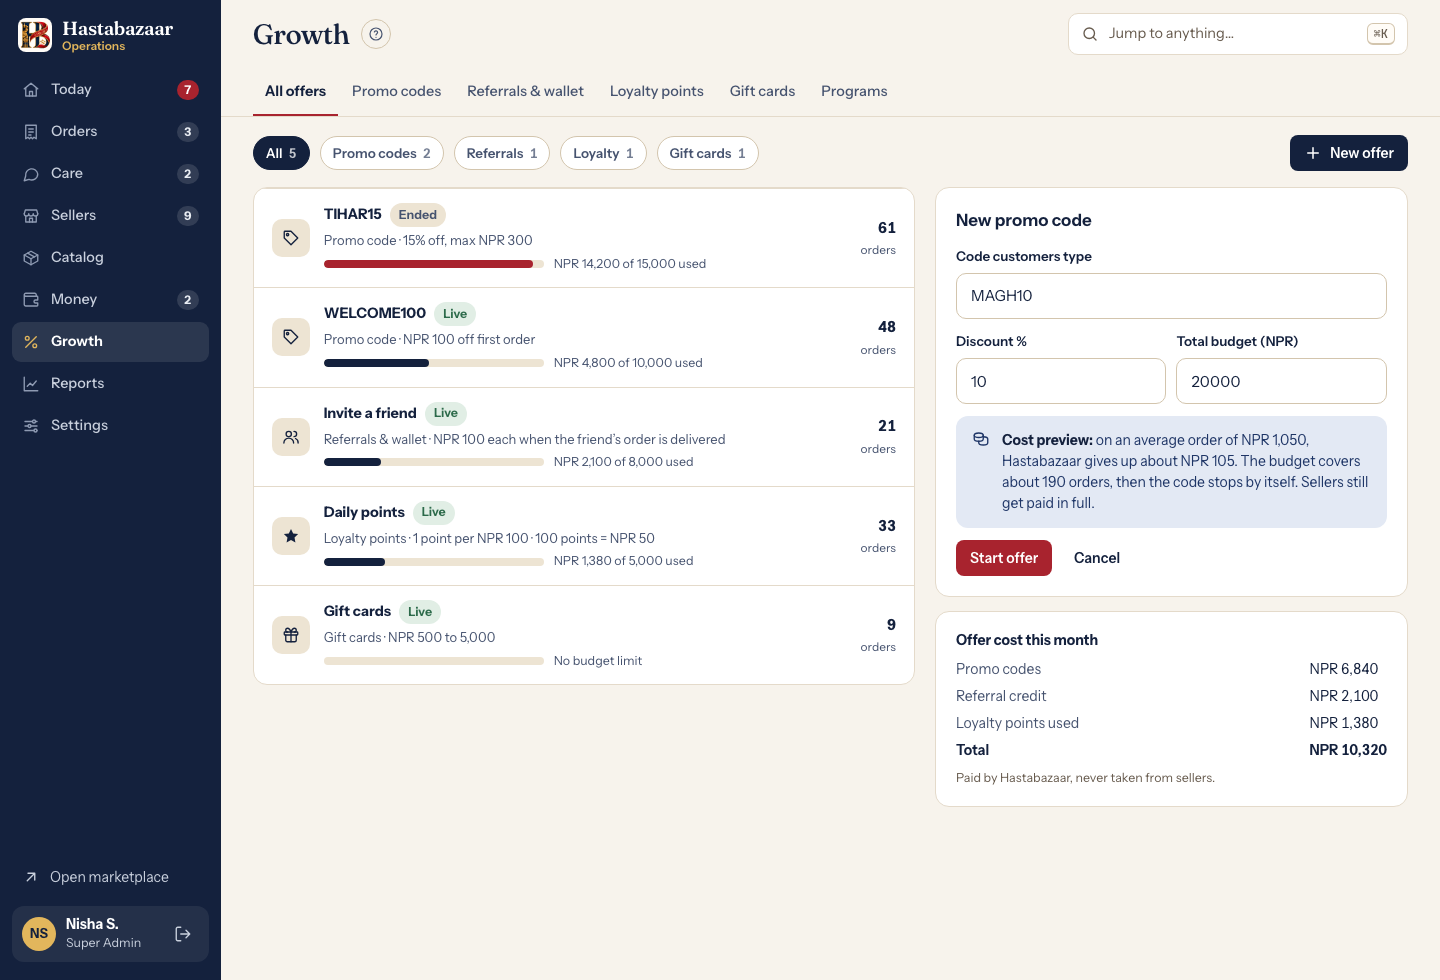 Hastabazaar
Operations
Today 7
Orders 3
Care 2
Sellers 9
Catalog
Money 2
Growth
Reports
Settings
Open marketplace
NS
Nisha S.
Super Admin
Growth
Jump to anything...
⌘K
All offers Promo codes Referrals & wallet Loyalty points Gift cards Programs
All 5 Promo codes 2 Referrals 1 Loyalty 1 Gift cards 1
New offer
TIHAR15 Ended
Promo code · 15% off, max NPR 300
NPR 14,200 of 15,000 used
61
orders
WELCOME100 Live
Promo code · NPR 100 off first order
NPR 4,800 of 10,000 used
48
orders
Invite a friend Live
Referrals & wallet · NPR 100 each when the friend's order is delivered
NPR 2,100 of 8,000 used
21
orders
Daily points Live
Loyalty points · 1 point per NPR 100 · 100 points = NPR 50
NPR 1,380 of 5,000 used
33
orders
Gift cards Live
Gift cards · NPR 500 to 5,000
No budget limit
9
orders
New promo code
Code customers type
MAGH10
Discount % Total budget (NPR)
10 20000
Cost preview: on an average order of NPR 1,050,
Hastabazaar gives up about NPR 105. The budget covers
about 190 orders, then the code stops by itself. Sellers still
get paid in full.
Start offer Cancel
Offer cost this month
Promo codes NPR 6,840
Referral credit NPR 2,100
Loyalty points used NPR 1,380
Total NPR 10,320
Paid by Hastabazaar, never taken from sellers.